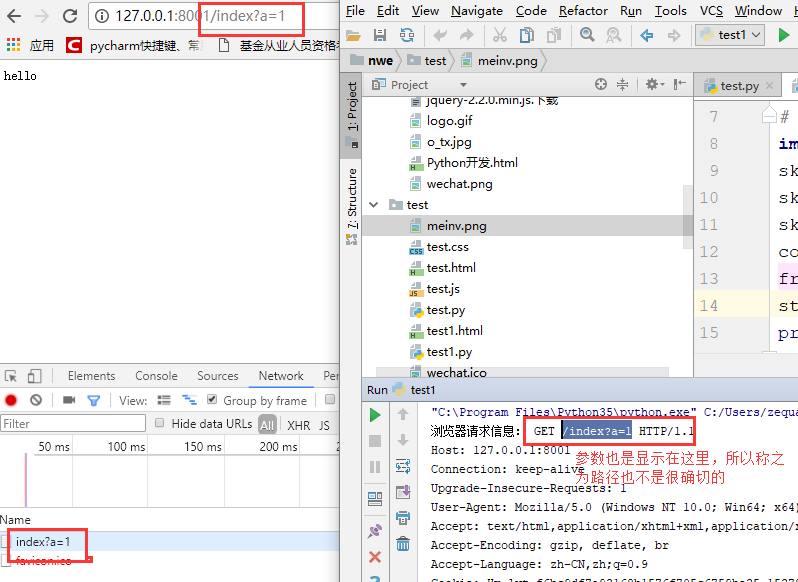 127.0.0.1:8001/index?a=1
应用
pycharm快捷键、常
基金从业人员资格
hello
Elements
Console
Sources
Network
View:
Group by frame
Filter
Hide data URLs
All
XHR
JS
50 ms
100 ms
150 ms
200 ms
Name
index?a=1
favicon.ico
File Edit View Navigate Code Refactor Run Tools VCS Window
test1
nwe
test
meinv.png
1: Project
Z: Structure
Project
jquery-2.2.0.min.js.下载
logo.gif
o_tx.jpg
Python开发.html
wechat.png
test
meinv.png
test.css
test.html
test.js
test.py
test1.html
test1.py
wechat.ico
test.py
7 #
8 im
9 sk
10 sk
11 sk
12 co
13 fr
14 st
15 pr
Run test1
"C:\Program Files\Python35\python.exe" C:/Users/zequa
浏览器请求信息: GET /index?a=1 HTTP/1.1
Host: 127.0.0.1:8001
Connection: keep-alive
Upgrade-Insecure-Requests: 1
User-Agent: Mozilla/5.0 (Windows NT 10.0; Win64; x64)
Accept: text/html,application/xhtml+xml,application/
Accept-Encoding: gzip, deflate, br
Accept-Language: zh-CN,zh;q=0.9
参数也是显示在这里，所以称之
为路径也不是很确切的